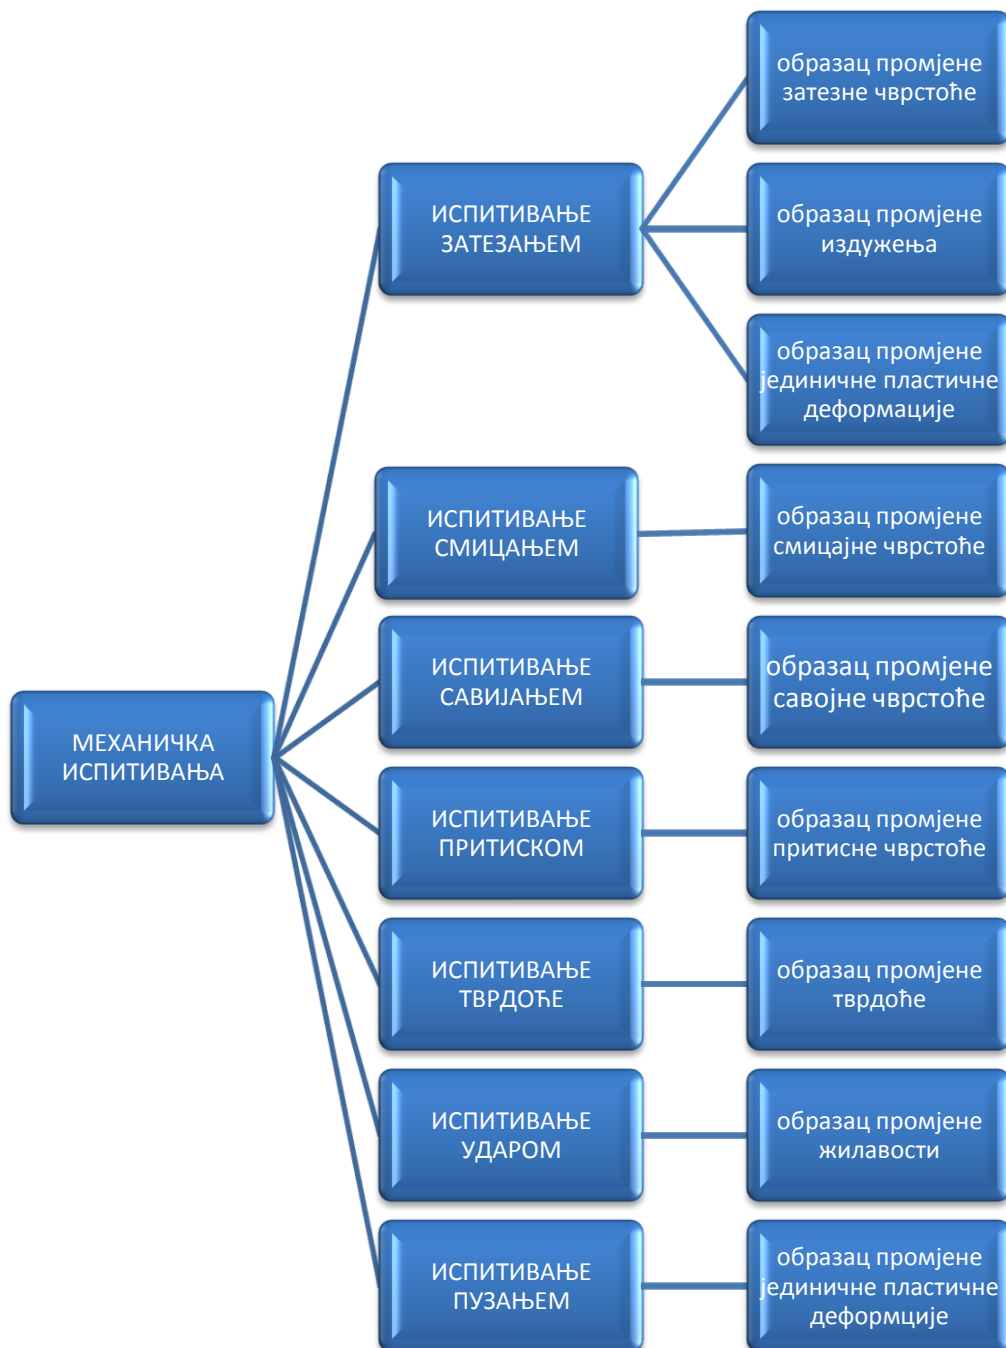 МЕХАНИЧКА
ИСПИТИВАЊА
ИСПИТИВАЊЕ
ЗАТЕЗАЊЕМ
образац промјене
затезне чврстоће
образац промјене
издужења
образац промјене
јединичне пластичне
деформације
ИСПИТИВАЊЕ
СМИЦАЊЕМ
образац промјене
смицајне чврстоће
ИСПИТИВАЊЕ
САВИЈАЊЕМ
образац промјене
савојне чврстоће
ИСПИТИВАЊЕ
ПРИТИСКОМ
образац промјене
притисне чврстоће
ИСПИТИВАЊЕ
ТВРДОЋЕ
образац промјене
тврдоће
ИСПИТИВАЊЕ
УДАРОМ
образац промјене
жилавости
ИСПИТИВАЊЕ
ПУЗАЊЕМ
образац промјене
јединичне пластичне
деформције